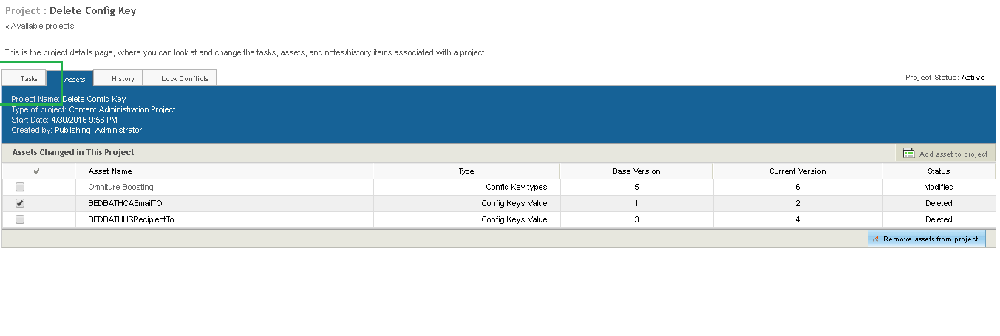 Project : Delete Config Key
« Available projects
This is the project details page, where you can look at and change the tasks, assets, and notes/history items associated with a project.
Tasks Assets History Lock Conflicts Project Status: Active
Project Name: Delete Config Key
Type of project: Content Administration Project
Start Date: 4/30/2016 9:56 PM
Created by: Publishing Administrator
Assets Changed in This Project Add asset to project
Asset Name Type Base Version Current Version Status
Omniture Boosting Config Key types 5 6 Modified
BEDBATHCAEmailTO Config Keys Value 1 2 Deleted
BEDBATHUSRecipientTo Config Keys Value 3 4 Deleted
Remove assets from project